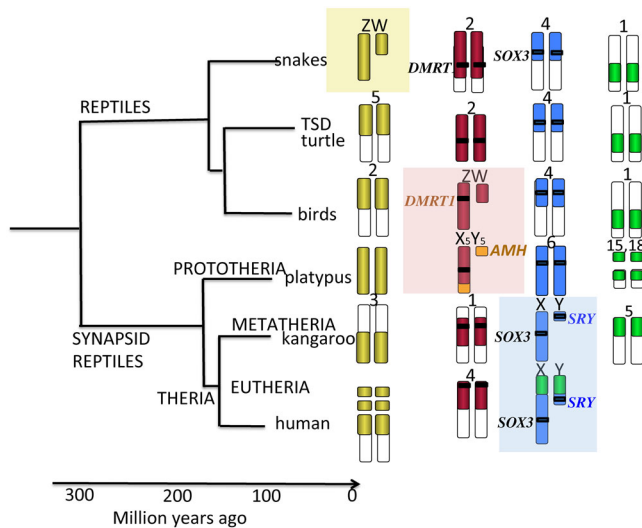 ZW 2 4 1
snakes DMRT SOX3
REPTILES 5
TSD
turtle 2 4 1
2 ZW 4 1
DMRT1
birds
X5Y5 AMH 6 15,18
PROTOTHERIA
platypus
3 1 X Y 5
METATHERIA
kangaroo SOX3 SRY
SYNAPSID
REPTILES
THERIA EUTHERIA 4 X Y
human SOX3 SRY
300 200 100 0
Million years ago